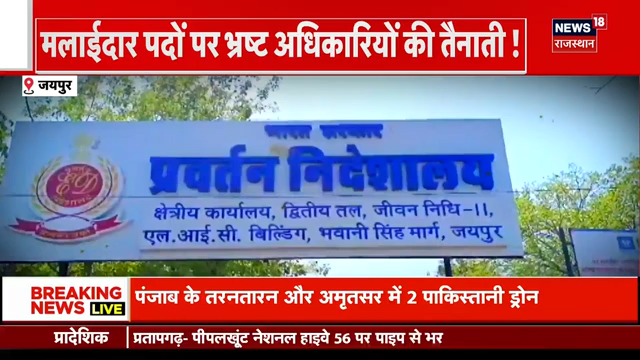 मलाईदार पदों पर भ्रष्ट अधिकारियों की तैनाती !
NEWS 18
राजस्थान
जयपुर
भारत सरकार
प्रवर्तन निदेशालय
क्षेत्रीय कार्यालय, द्वितीय तल, जीवन निधि-II,
एल.आई.सी. बिल्डिंग, भवानी सिंह मार्ग, जयपुर
BREAKING
NEWS LIVE
पंजाब के तरनतारन और अमृतसर में 2 पाकिस्तानी ड्रोन
प्रादेशिक
प्रतापगढ़- पीपलखूंट नेशनल हाइवे 56 पर पाइप से भर